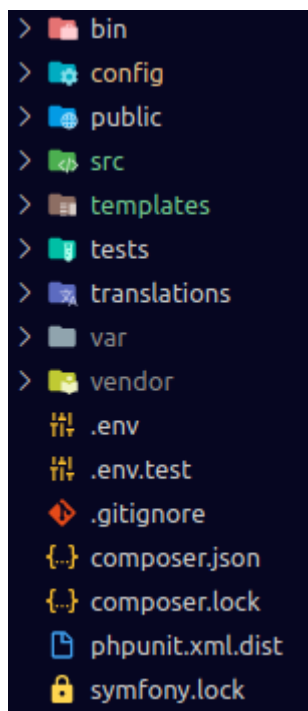 bin
config
public
src
templates
tests
translations
var
vendor
.env
.env.test
.gitignore
composer.json
composer.lock
phpunit.xml.dist
symfony.lock